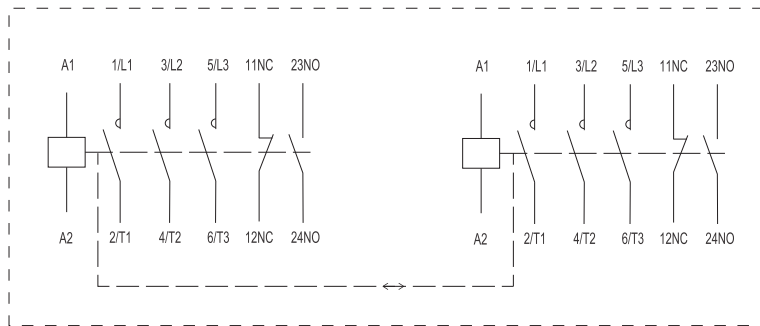 A1 1/L1 3/L2 5/L3 11NC 23NO A1 1/L1 3/L2 5/L3 11NC 23NO
A2 2/T1 4/T2 6/T3 12NC 24NO A2 2/T1 4/T2 6/T3 12NC 24NO